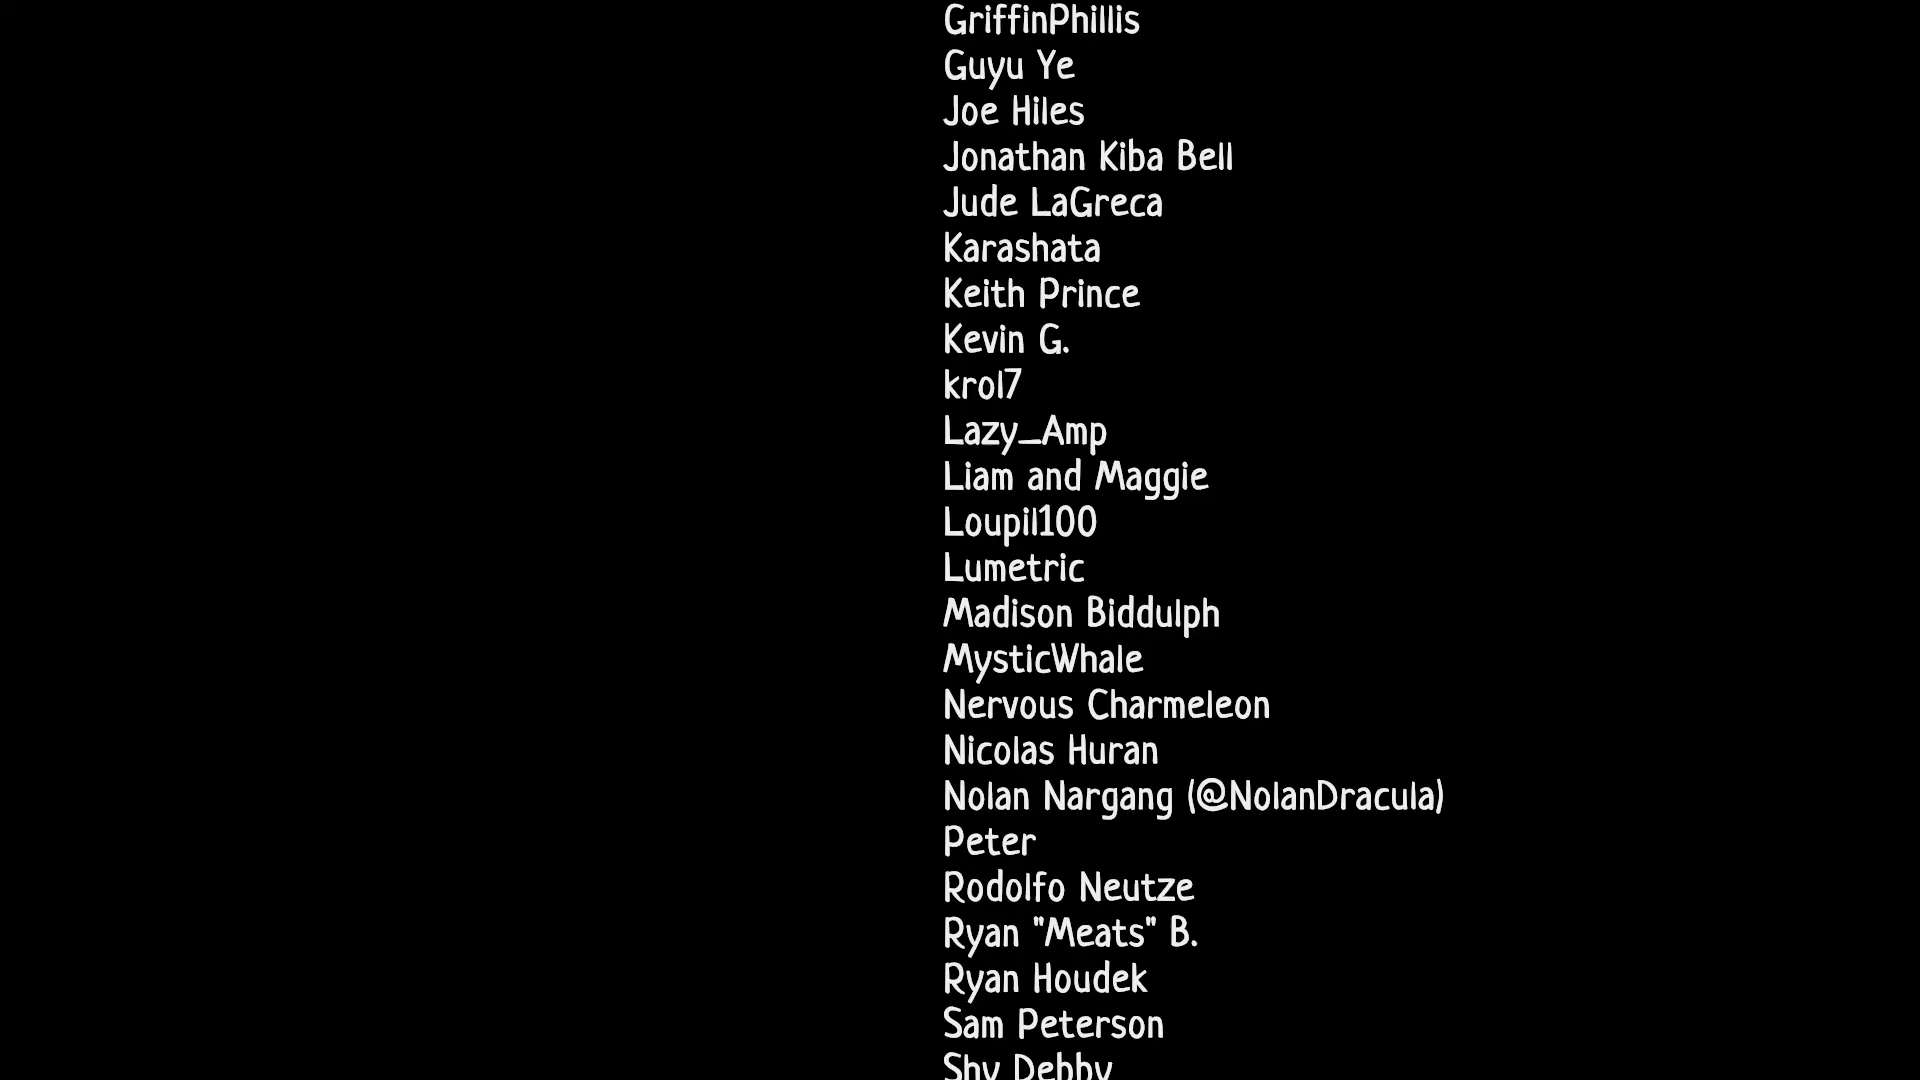 GriffinPhillis
Guyu Ye
Joe Hiles
Jonathan Kiba Bell
Jude LaGreca
Karashata
Keith Prince
Kevin G.
krol7
Lazy_Amp
Liam and Maggie
Loupil100
Lumetric
Madison Biddulph
MysticWhale
Nervous Charmeleon
Nicolas Huran
Nolan Nargang (@NolanDracula)
Peter
Rodolfo Neutze
Ryan "Meats" B.
Ryan Houdek
Sam Peterson
Shy Debby